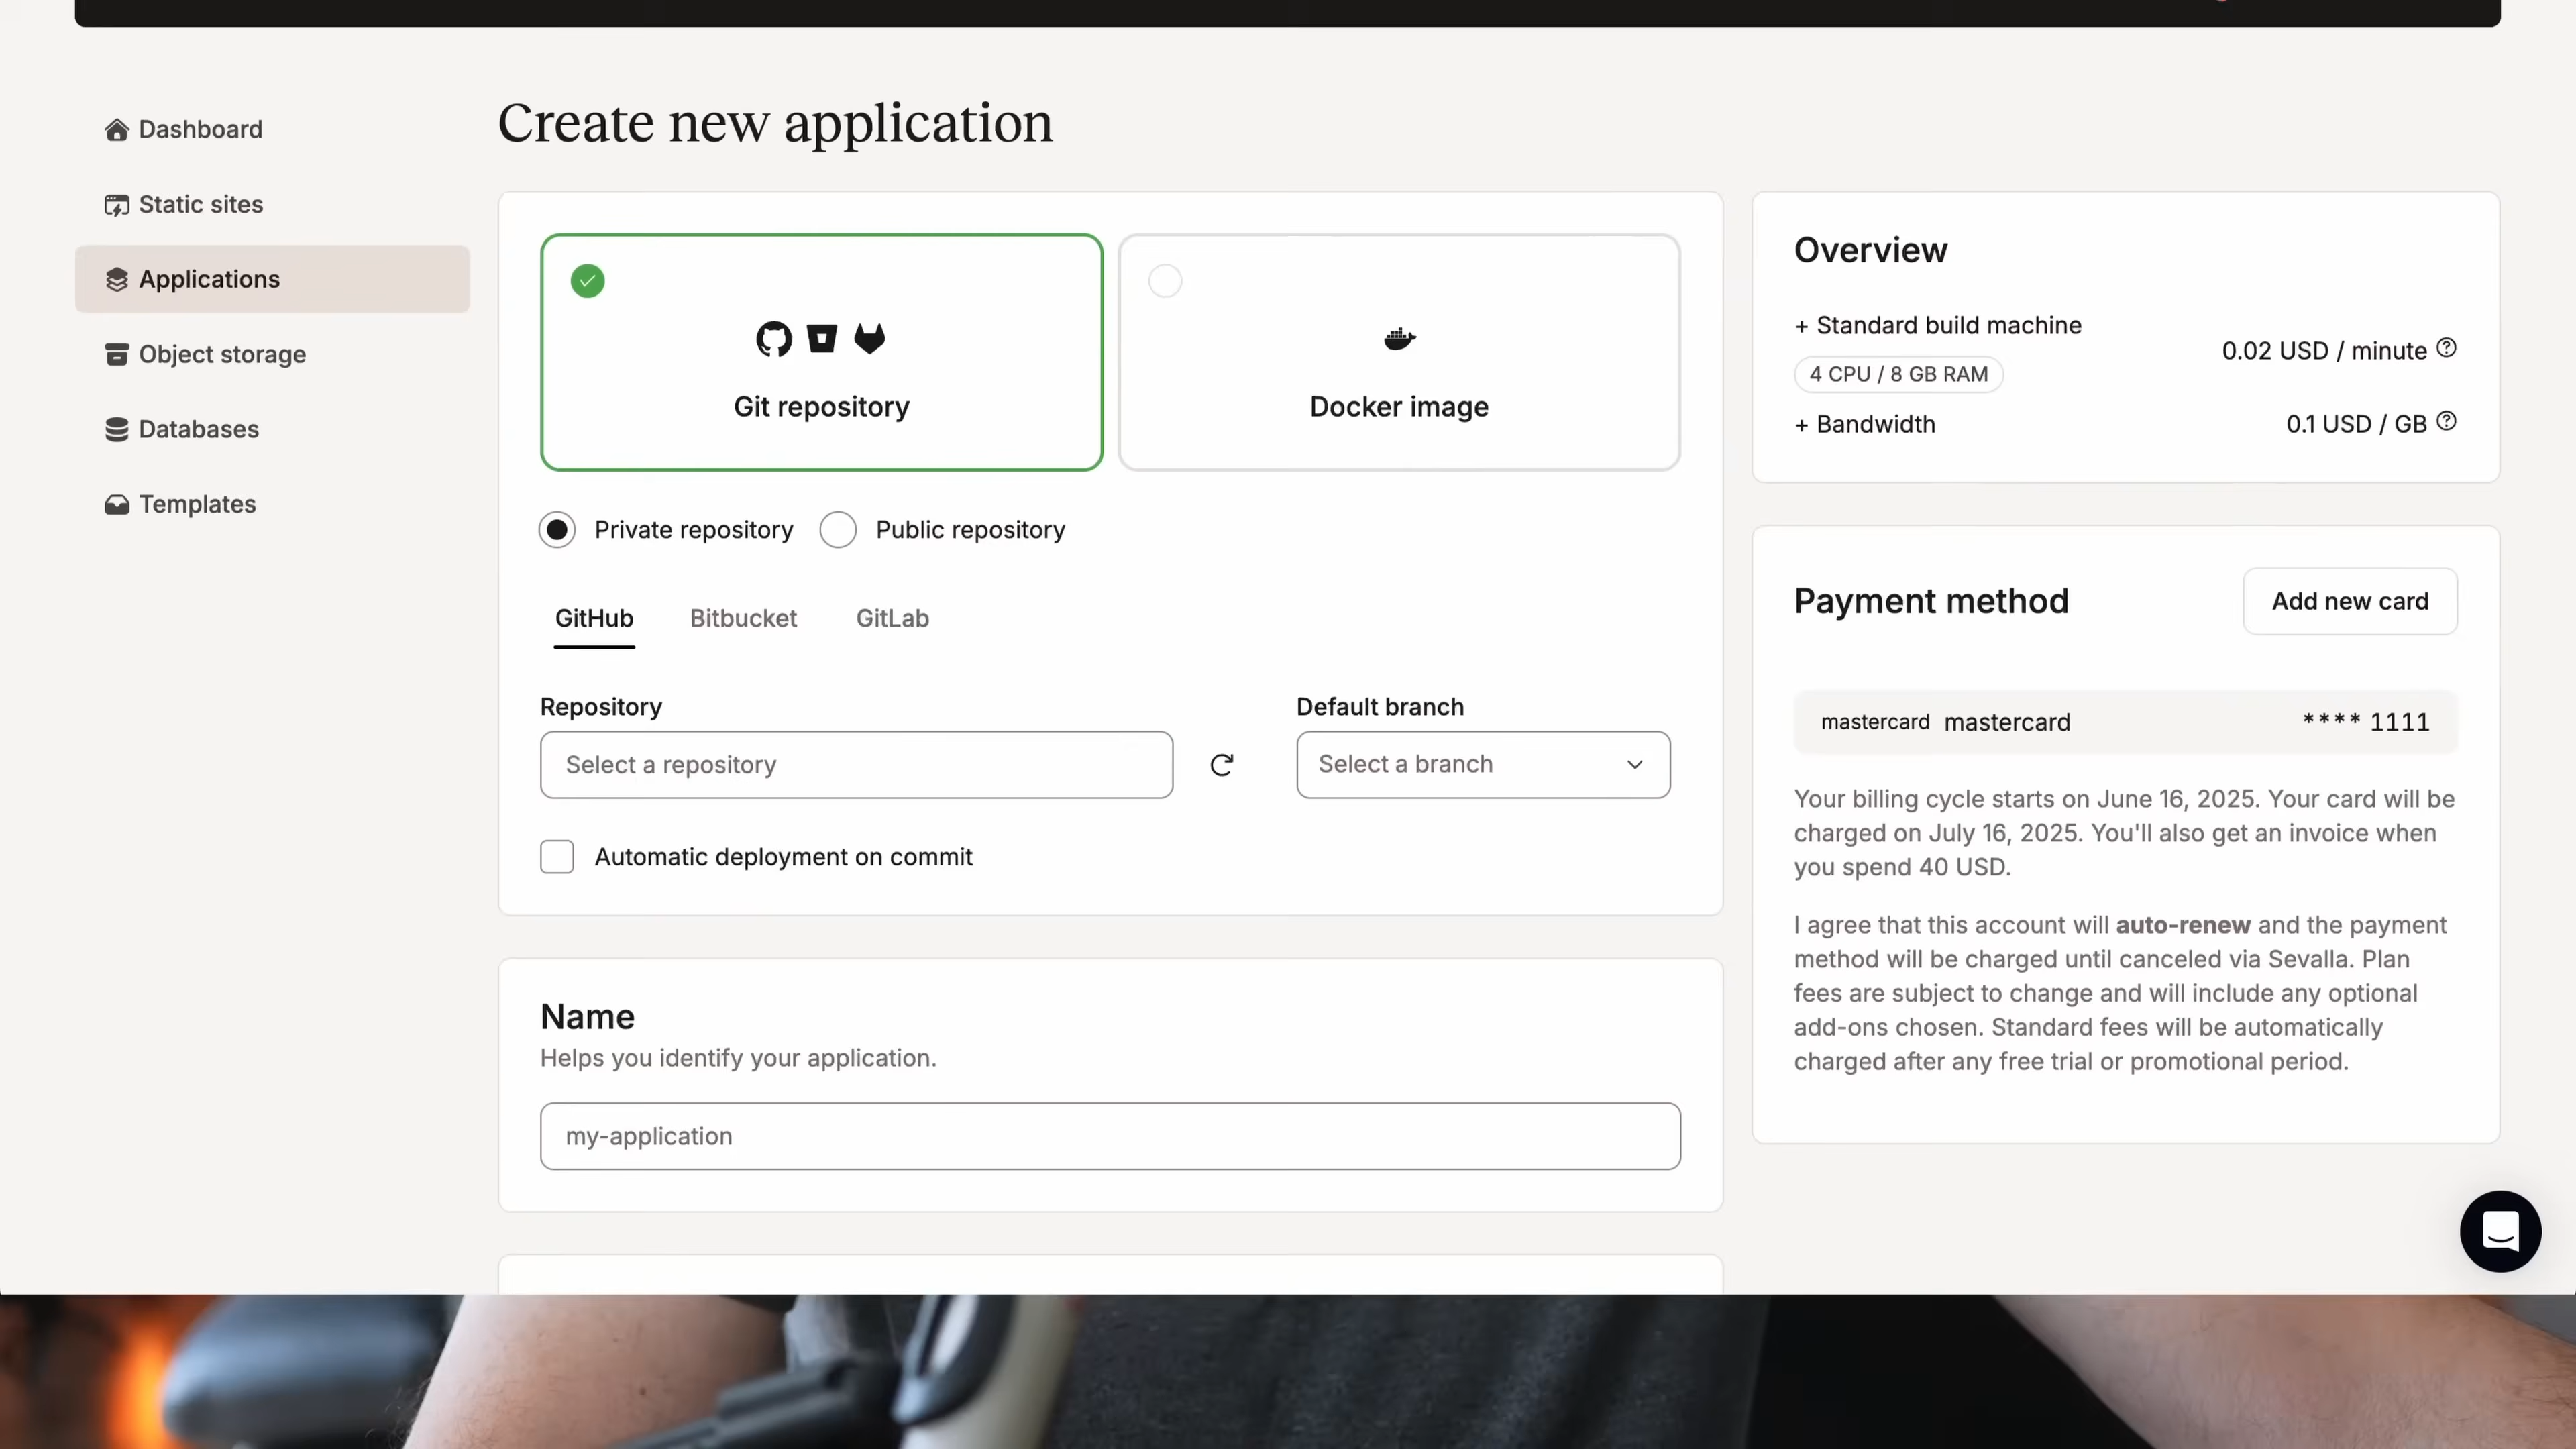 Dashboard
Static sites
Applications
Object storage
Databases
Templates
Create new application
Git repository
Docker image
Private repository
Public repository
GitHub
Bitbucket
GitLab
Repository
Default branch
Select a repository
Select a branch
Automatic deployment on commit
Name
Helps you identify your application.
my-application
Overview
+ Standard build machine
4 CPU / 8 GB RAM
0.02 USD / minute
+ Bandwidth
0.1 USD / GB
Payment method
Add new card
mastercard mastercard
**** 1111
Your billing cycle starts on June 16, 2025. Your card will be
charged on July 16, 2025. You'll also get an invoice when
you spend 40 USD.
I agree that this account will auto-renew and the payment
method will be charged until canceled via Sevalla. Plan
fees are subject to change and will include any optional
add-ons chosen. Standard fees will be automatically
charged after any free trial or promotional period.